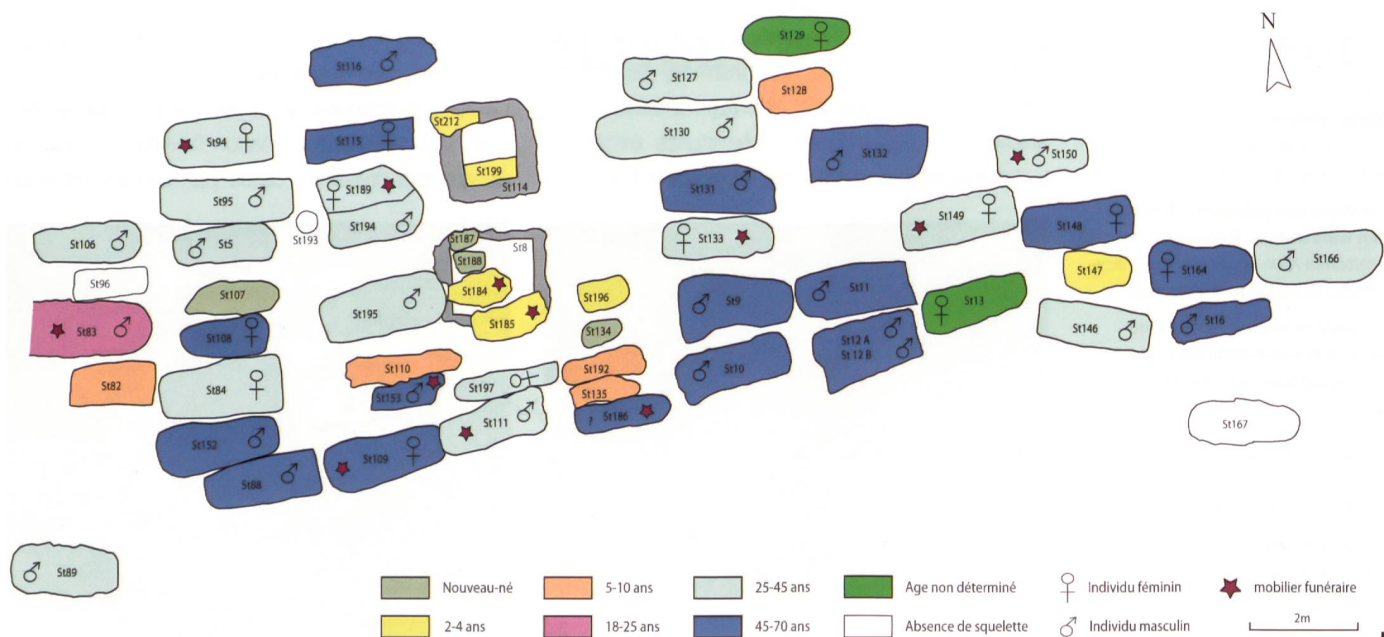 N
St129
St116
St127
St128
St94
St115
St212
St130
St132
St150
St199
St114
St189
St95
St131
St149
St148
St106
St5
St193
St194
St187
St8
St133
St188
St164
St166
St96
St184
St147
St107
St196
St9
St11
St13
St83
St108
St195
St185
St134
St146
St16
St12 A
St 12 B
St82
St84
St110
St192
St10
St153
St197
St135
? St186
St111
St167
St152
St109
St88
St89
Nouveau-né
5-10 ans
25-45 ans
Age non déterminé
Individu féminin
mobilier funéraire
2-4 ans
18-25 ans
45-70 ans
Absence de squelette
Individu masculin
2m